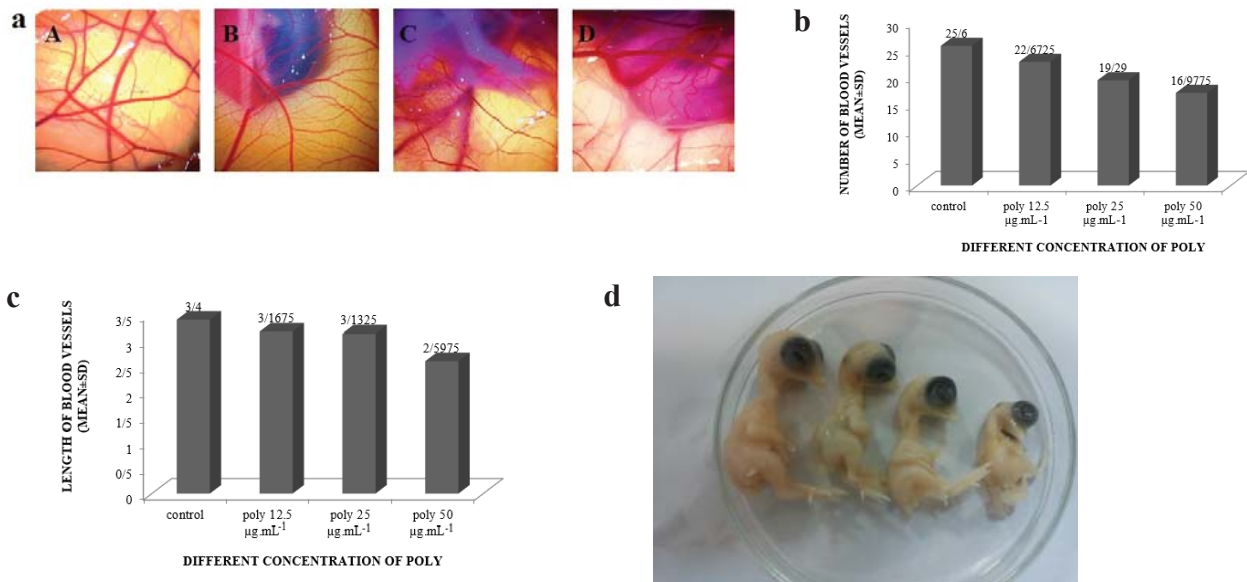 a
A
B
C
D
b
NUMBER OF BLOOD VESSELS
(MEAN±SD)
30
25
20
15
10
5
0
25/6
22/6725
19/29
16/9775
control
poly 12.5
µg.mL-1
poly 25
µg.mL-1
poly 50
µg.mL-1
DIFFERENT CONCENTRATION OF POLY
c
LENGTH OF BLOOD VESSELS
(MEAN±SD)
3/5
3
2/5
2
1/5
1
0/5
0
3/4
3/1675
3/1325
2/5975
control
poly 12.5
µg.mL-1
poly 25
µg.mL-1
poly 50
µg.mL-1
DIFFERENT CONCENTRATION OF POLY
d